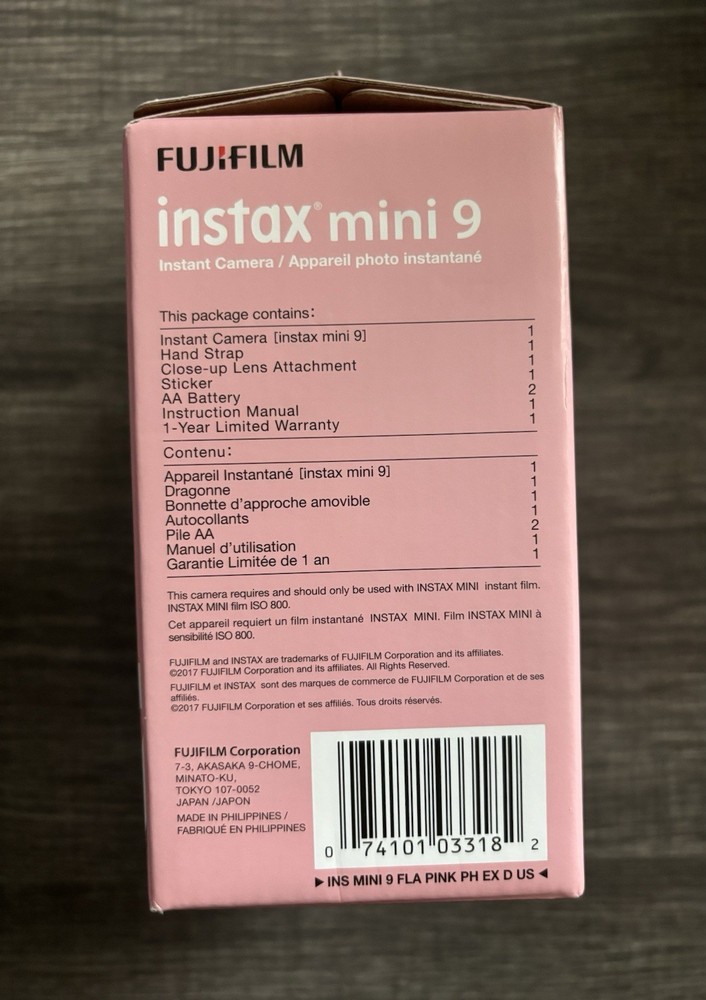 FUJIFILM
instax® mini 9
Instant Camera / Appareil photo instantané
This package contains:
Instant Camera [instax mini 9] 1
Hand Strap 1
Close-up Lens Attachment 1
Sticker 1
AA Battery 2
Instruction Manual 1
1-Year Limited Warranty 1
Contenu:
Appareil Instantané [instax mini 9] 1
Dragonne 1
Bonnette d'approche amovible 1
Autocollants 1
Pile AA 2
Manuel d'utilisation 1
Garantie Limitée de 1 an 1
This camera requires and should only be used with INSTAX MINI instant film.
INSTAX MINI film ISO 800.
Cet appareil requiert un film instantané INSTAX MINI. Film INSTAX MINI à
sensibilité ISO 800.
FUJIFILM and INSTAX are trademarks of FUJIFILM Corporation and its affiliates.
©2017 FUJIFILM Corporation and its affiliates. All Rights Reserved.
FUJIFILM et INSTAX sont des marques de commerce de FUJIFILM Corporation et de ses
affiliés.
©2017 FUJIFILM Corporation et ses affiliés. Tous droits réservés.
FUJIFILM Corporation
7-3, AKASAKA 9-CHOME,
MINATO-KU,
TOKYO 107-0052
JAPAN /JAPON
MADE IN PHILIPPINES /
FABRIQUÉ EN PHILIPPINES
0 74101 03318 2
▶ INS MINI 9 FLA PINK PH EX D US ◀